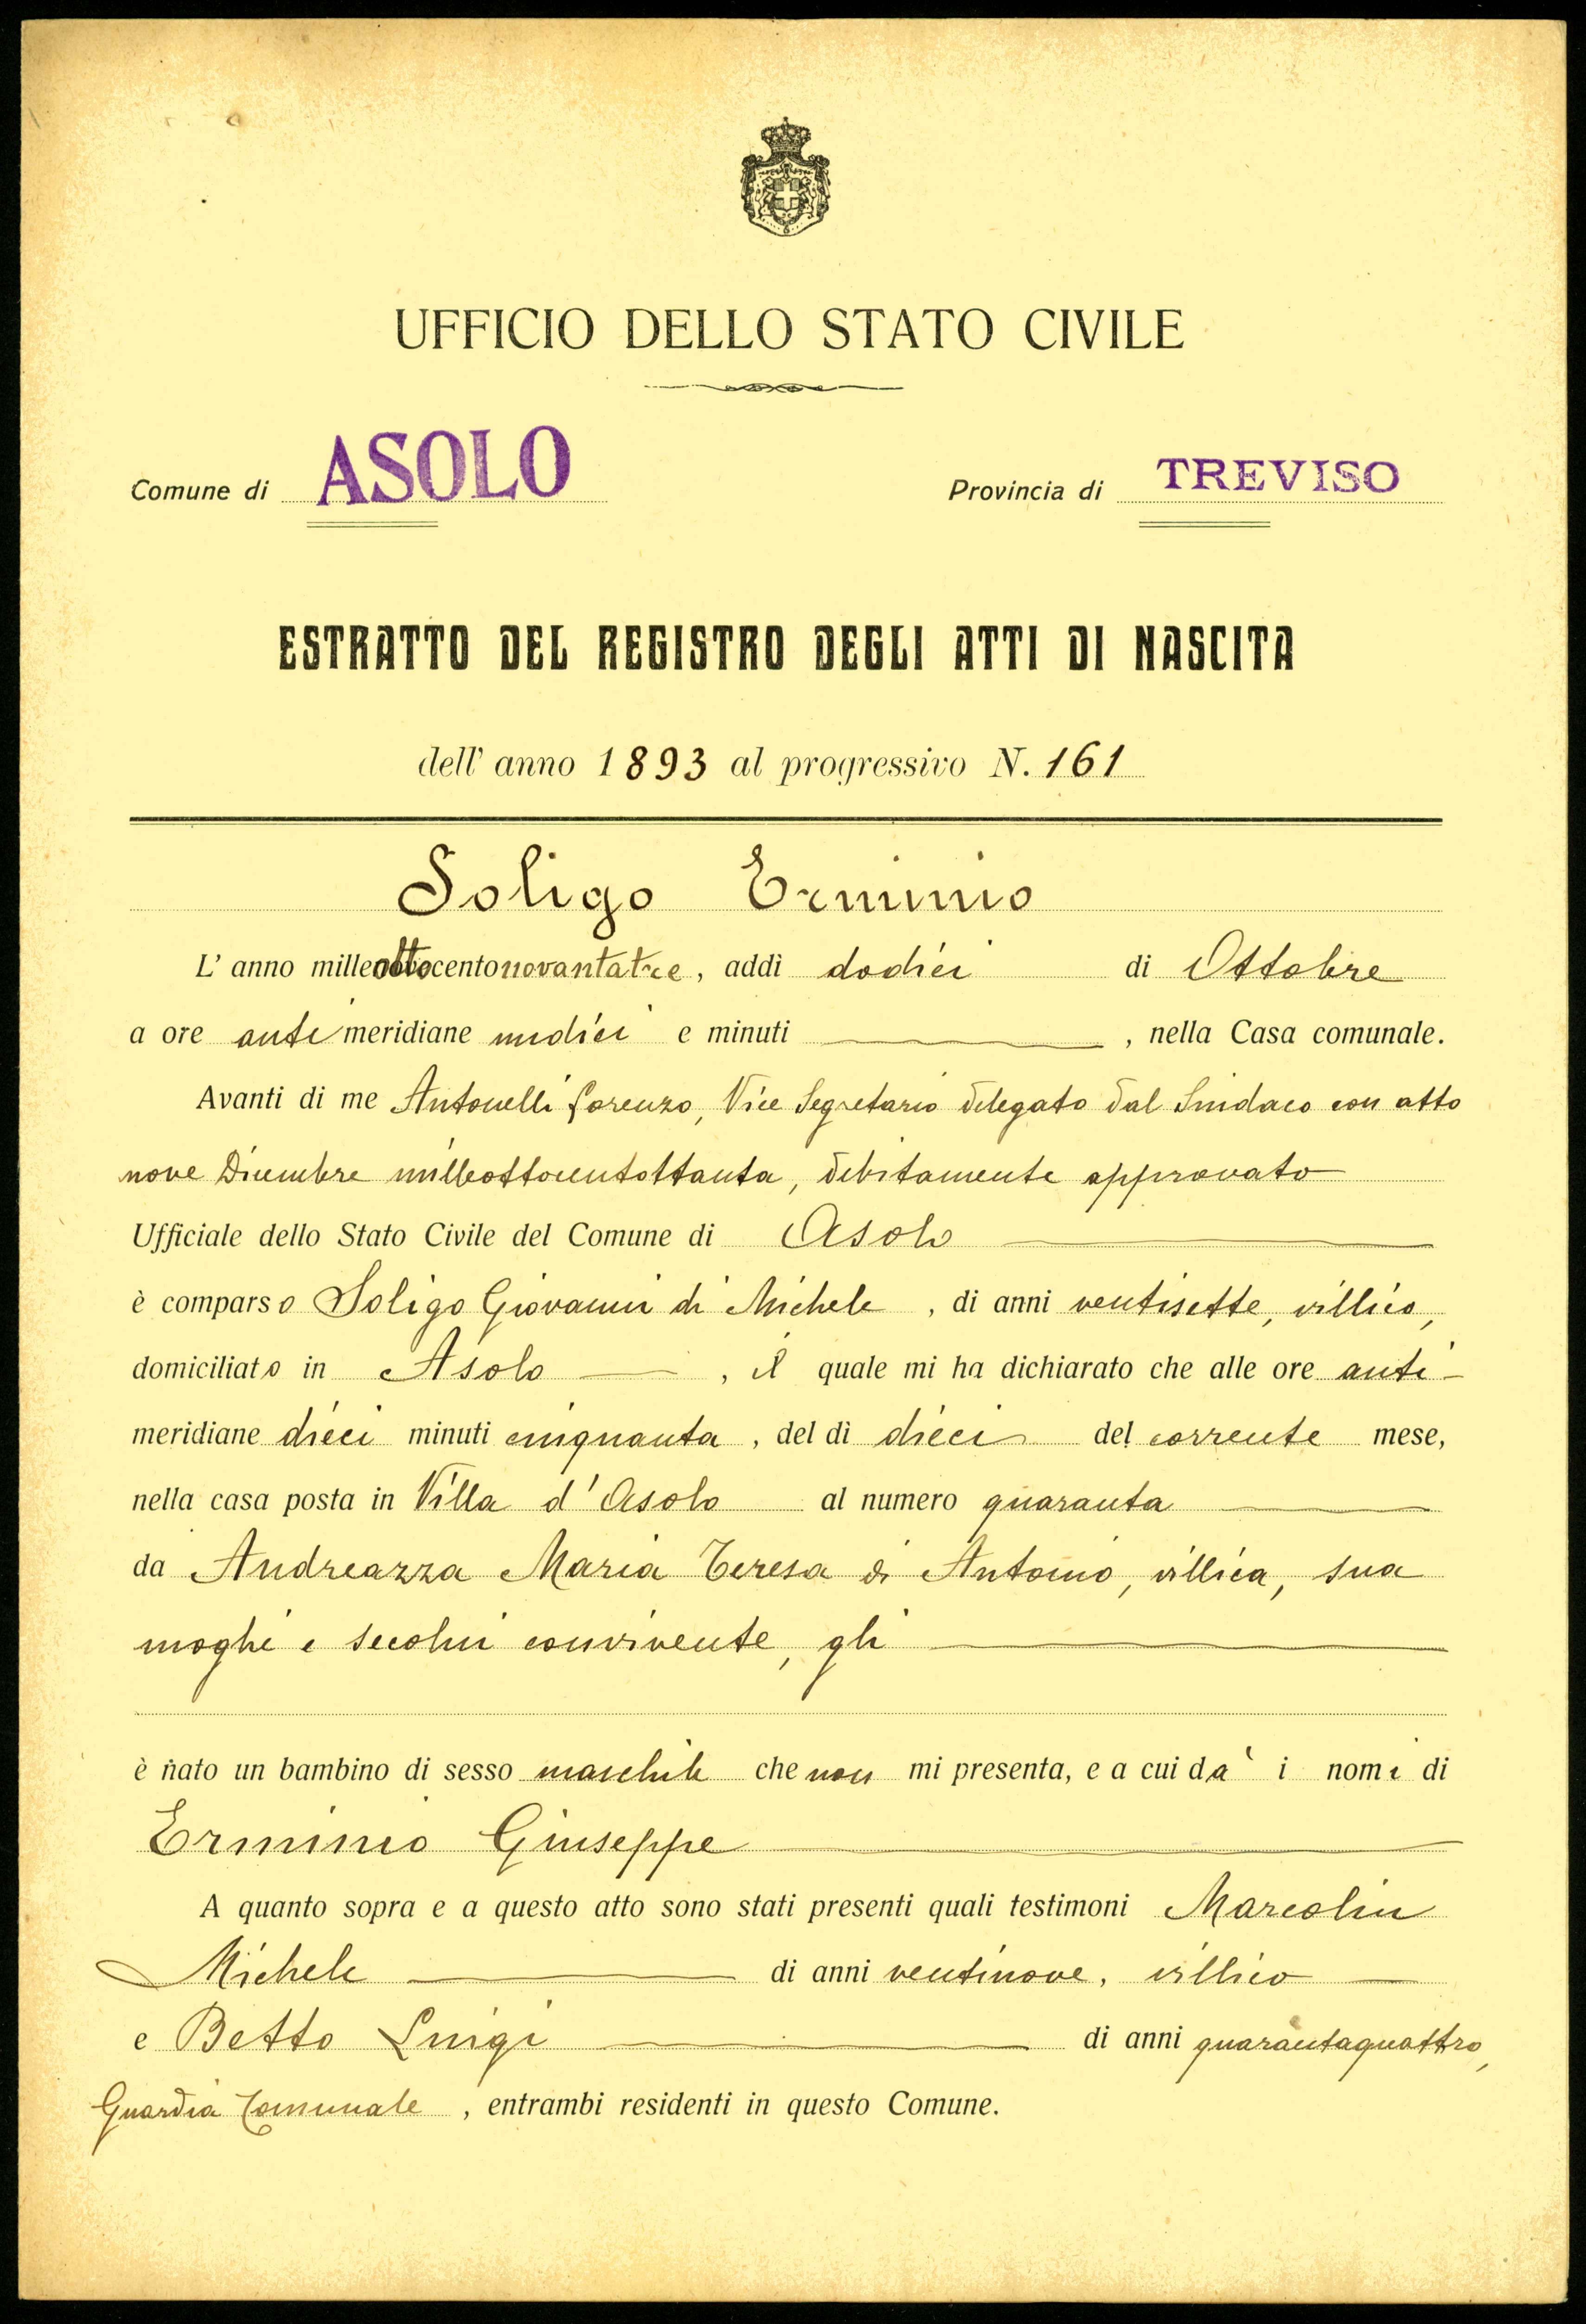 UFFICIO DELLO STATO CIVILE
Comune di ASOLO Provincia di TREVISO
ESTRATTO DEL REGISTRO DEGLI ATTI DI NASCITA
dell' anno 1893 al progressivo N. 161
Soligo Erminio
L' anno milleottocentonovantatre, addì dodici di Ottobre
a ore antimeridiane undici e minuti , nella Casa comunale.
Avanti di me Antonelli Lorenzo, Vice Segretario delegato dal Sindaco con atto
nove Dicembre milleottocentottanta, debitamente approvato
Ufficiale dello Stato Civile del Comune di Asolo
è comparso Soligo Giovanni di Michele , di anni ventisette, villico,
domiciliato in Asolo , il quale mi ha dichiarato che alle ore anti-
meridiane dieci minuti cinquanta , del dì dieci del corrente mese,
nella casa posta in Villa d'Asolo al numero quaranta
da Andreazza Maria Teresa di Antonio, villica, sua
moglie e secolui convivente, gli
è nato un bambino di sesso maschile che non mi presenta, e a cui dà i nomi di
Erminio Giuseppe
A quanto sopra e a questo atto sono stati presenti quali testimoni Marcolin
Michele di anni ventinove, villico
e Betto Luigi di anni quarantaquattro,
Guardia Comunale , entrambi residenti in questo Comune.